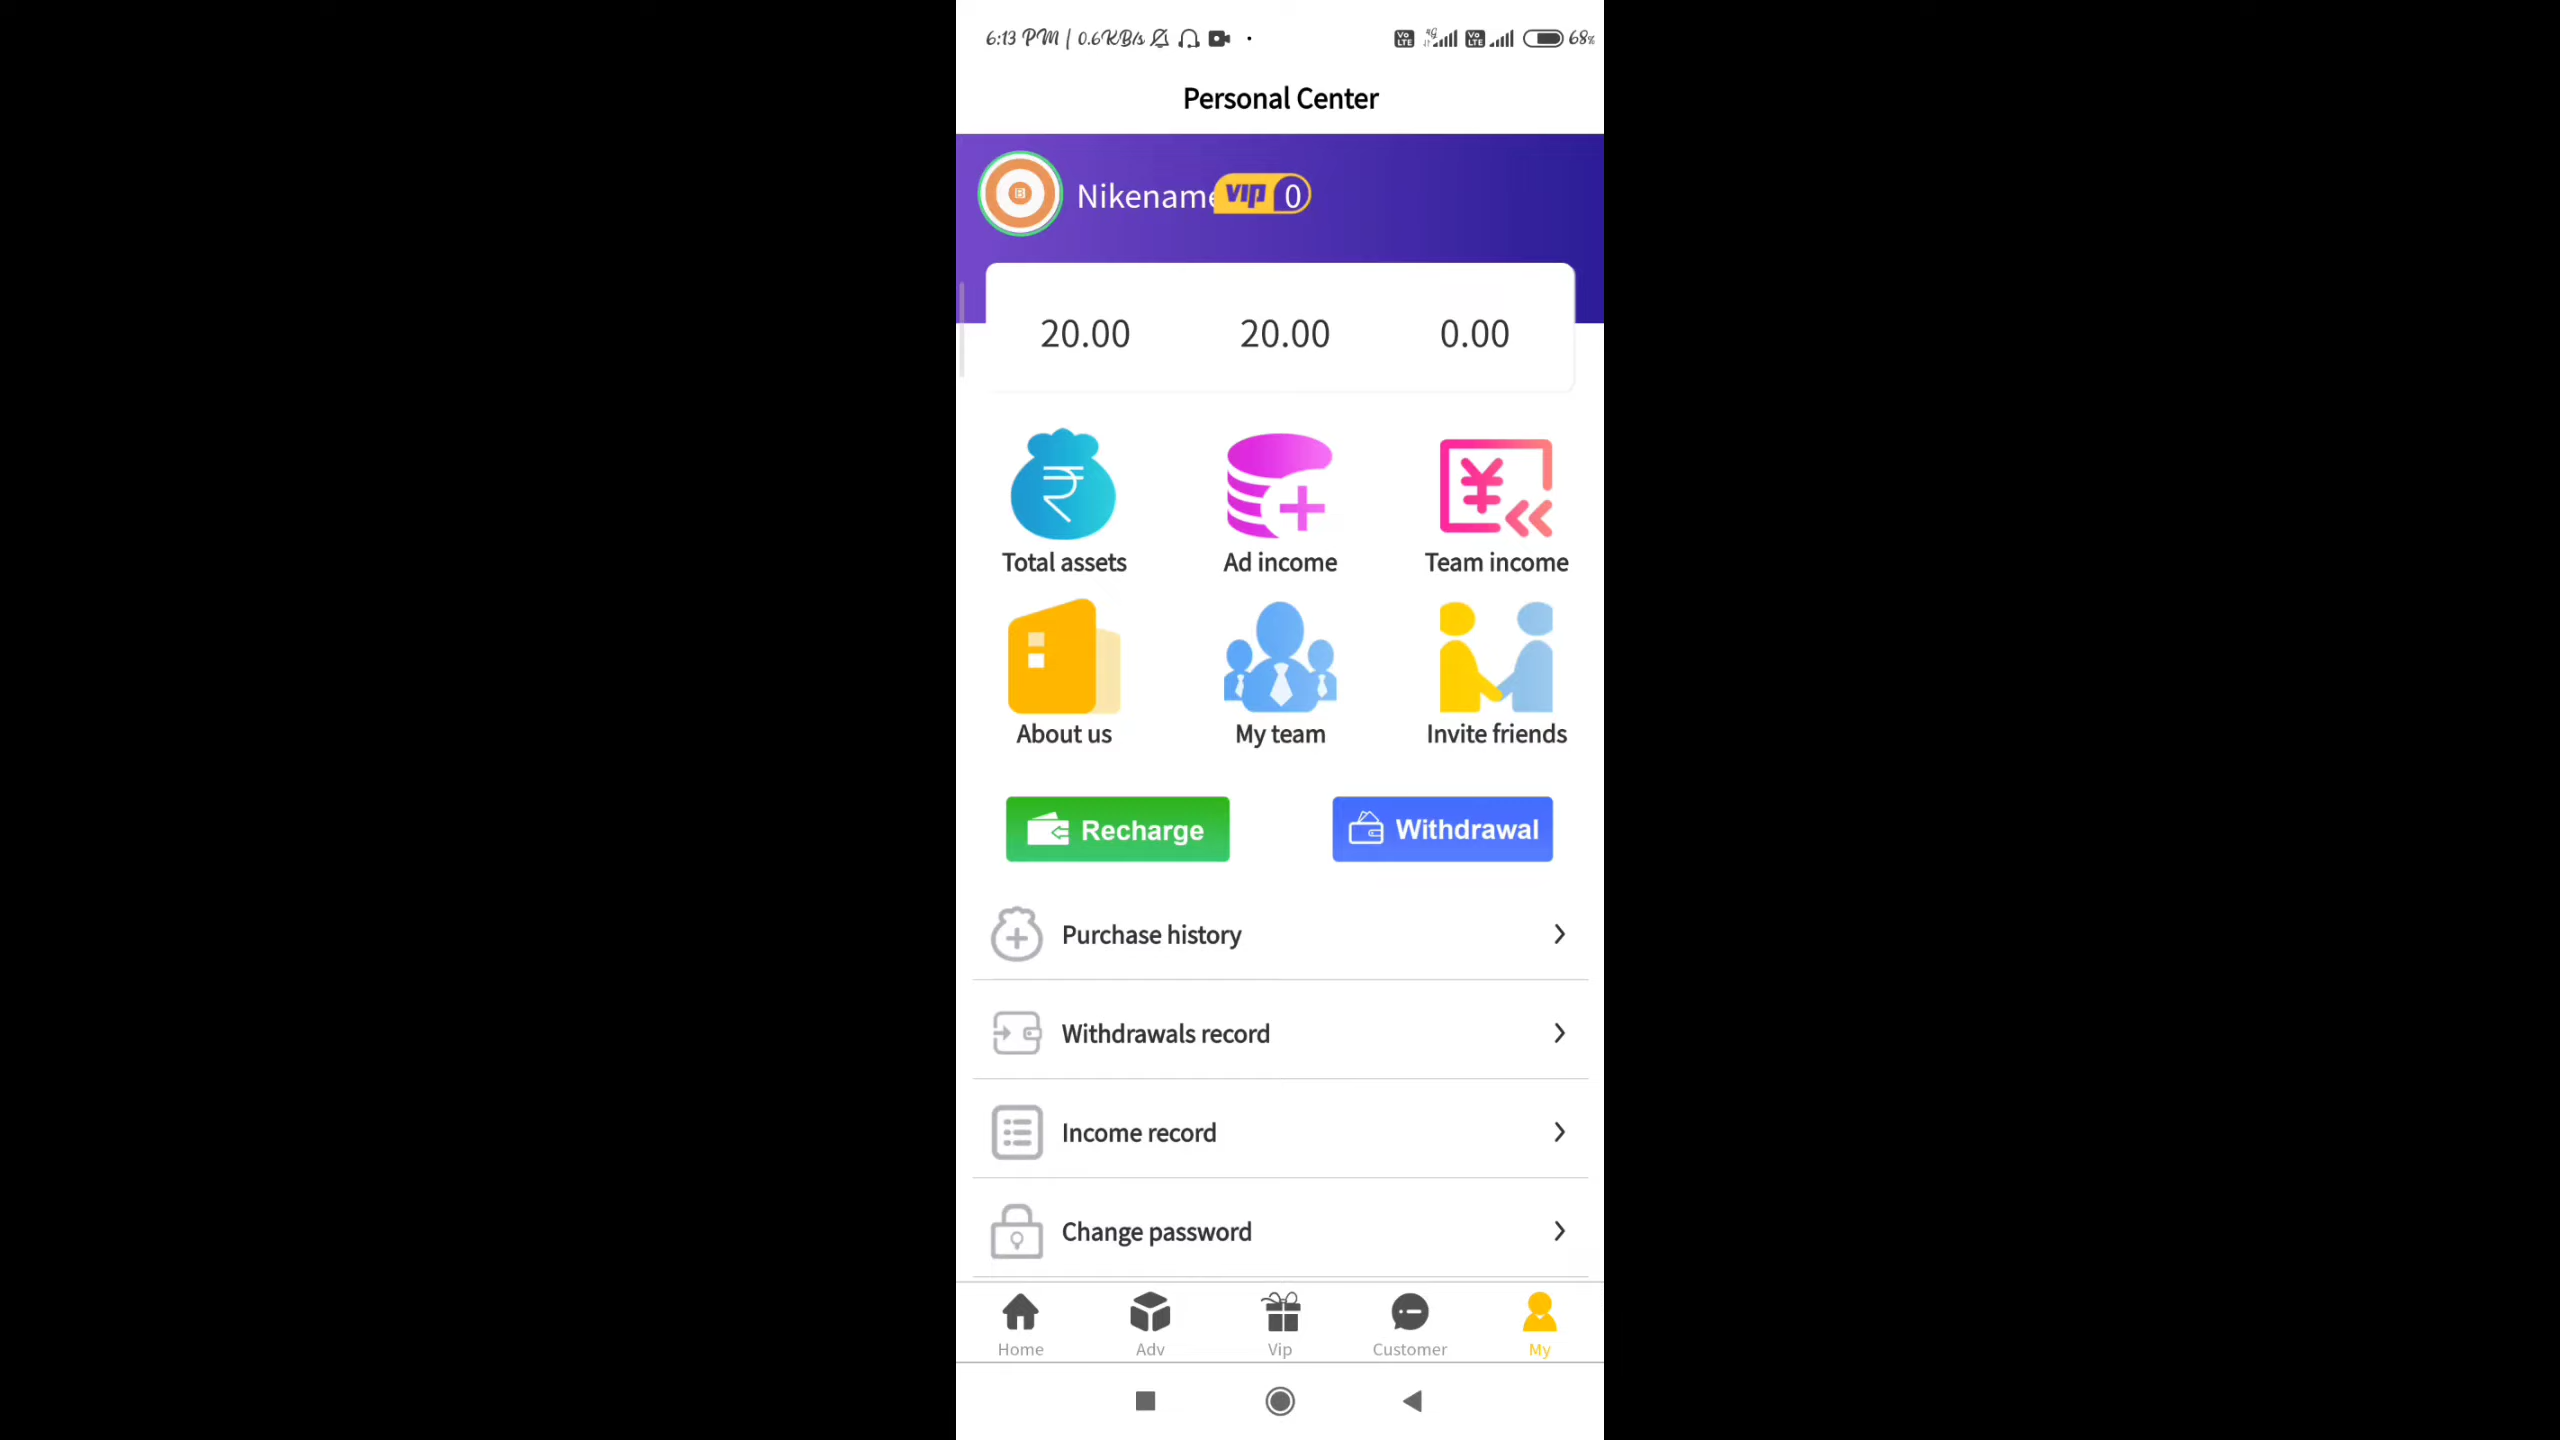 6:13 PM | 0.6KB/s
4G
68%
Personal Center
Nikename
vip 0
20.00 20.00 0.00
Total assets Ad income Team income
About us My team Invite friends
Recharge Withdrawal
Purchase history
Withdrawals record
Income record
Change password
Home Adv Vip Customer My